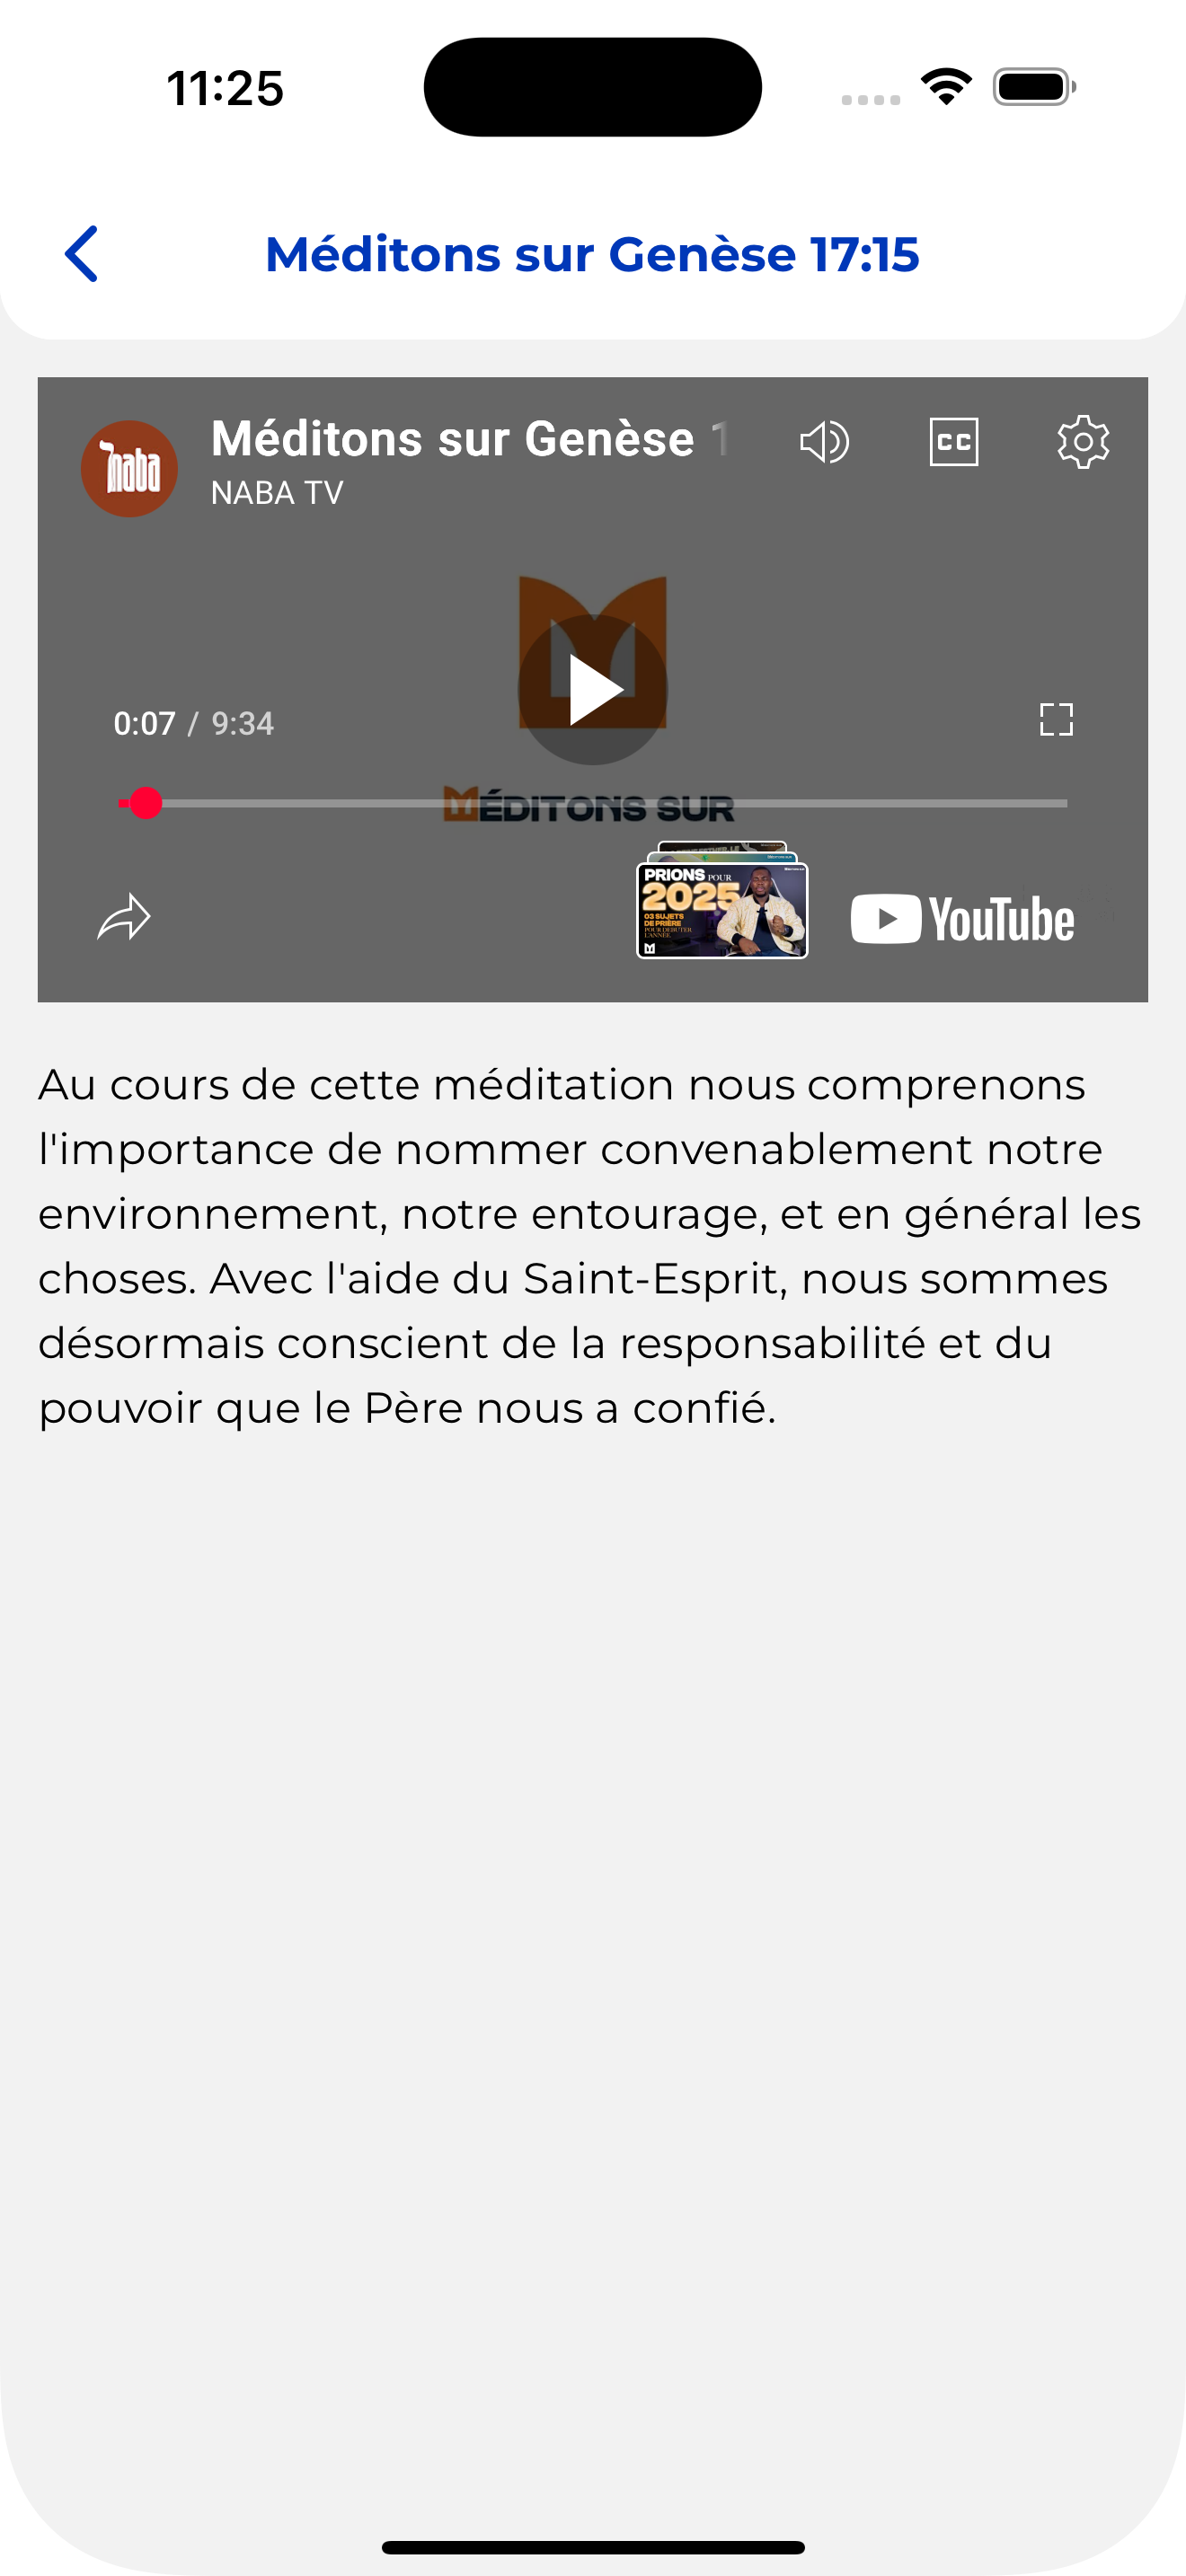 11:25
Méditons sur Genèse 17:15
naba
Méditons sur Genèse 1
CC
NABA TV
0:07 / 9:34
MÉDITONS SUR
PRIONS POUR
2025
03 SUJETS
DE PRIÈRE
POUR DÉBUTER
L'ANNÉE
YouTube
Au cours de cette méditation nous comprenons
l'importance de nommer convenablement notre
environnement, notre entourage, et en général les
choses. Avec l'aide du Saint-Esprit, nous sommes
désormais conscient de la responsabilité et du
pouvoir que le Père nous a confié.